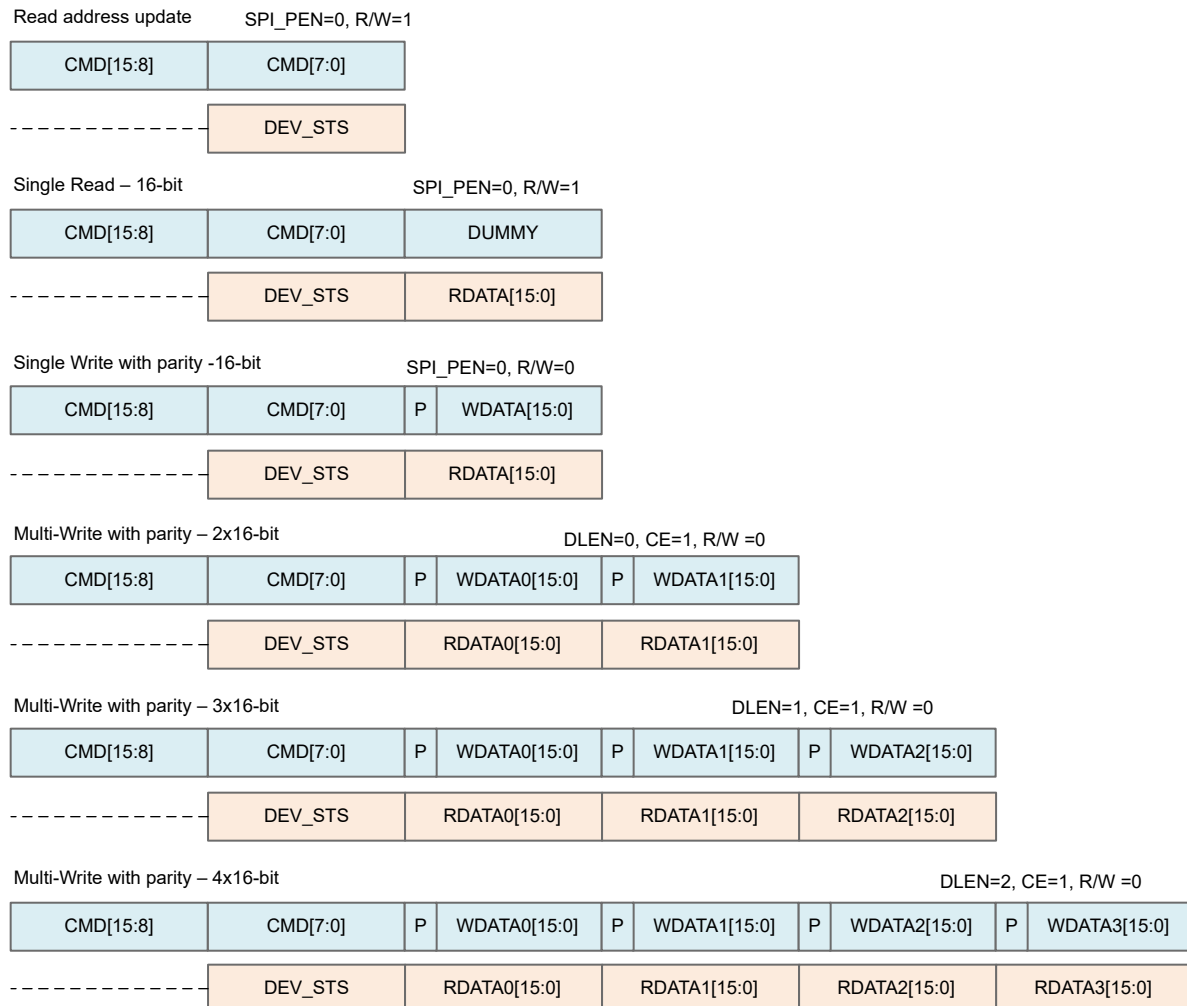 Read address update SPI_PEN=0, R/W=1
CMD[15:8] CMD[7:0]
DEV_STS
Single Read – 16-bit SPI_PEN=0, R/W=1
CMD[15:8] CMD[7:0] DUMMY
DEV_STS RDATA[15:0]
Single Write with parity -16-bit SPI_PEN=0, R/W=0
CMD[15:8] CMD[7:0] P WDATA[15:0]
DEV_STS RDATA[15:0]
Multi-Write with parity – 2x16-bit DLEN=0, CE=1, R/W =0
CMD[15:8] CMD[7:0] P WDATA0[15:0] P WDATA1[15:0]
DEV_STS RDATA0[15:0] RDATA1[15:0]
Multi-Write with parity – 3x16-bit DLEN=1, CE=1, R/W =0
CMD[15:8] CMD[7:0] P WDATA0[15:0] P WDATA1[15:0] P WDATA2[15:0]
DEV_STS RDATA0[15:0] RDATA1[15:0] RDATA2[15:0]
Multi-Write with parity – 4x16-bit DLEN=2, CE=1, R/W =0
CMD[15:8] CMD[7:0] P WDATA0[15:0] P WDATA1[15:0] P WDATA2[15:0] P WDATA3[15:0]
DEV_STS RDATA0[15:0] RDATA1[15:0] RDATA2[15:0] RDATA3[15:0]